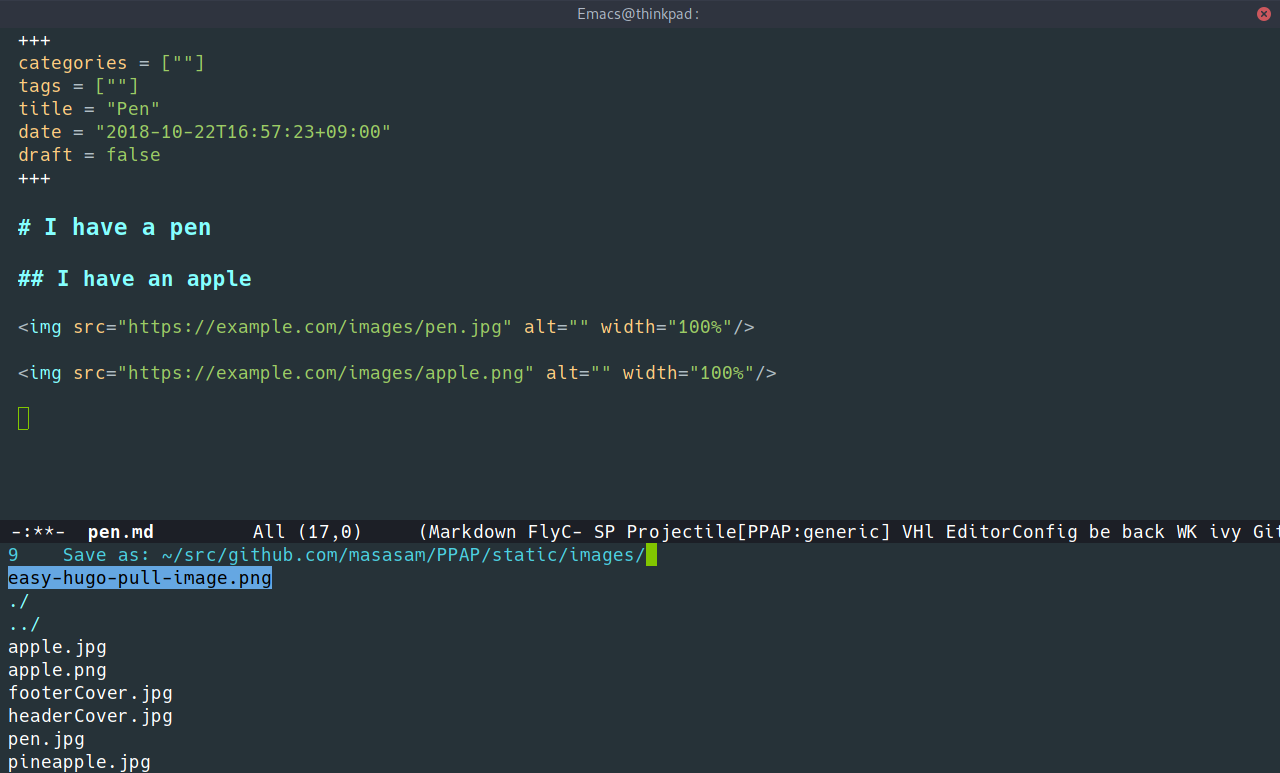 Emacs@thinkpad:
+++
categories = [""]
tags = [""]
title = "Pen"
date = "2018-10-22T16:57:23+09:00"
draft = false
+++
# I have a pen
## I have an apple
<img src="https://example.com/images/pen.jpg" alt="" width="100%"/>
<img src="https://example.com/images/apple.png" alt="" width="100%"/>
-:**-  pen.md         All (17,0)     (Markdown FlyC- SP Projectile[PPAP:generic] VHl EditorConfig be back WK ivy Git
9    Save as: ~/src/github.com/masasam/PPAP/static/images/
easy-hugo-pull-image.png
./
../
apple.jpg
apple.png
footerCover.jpg
headerCover.jpg
pen.jpg
pineapple.jpg